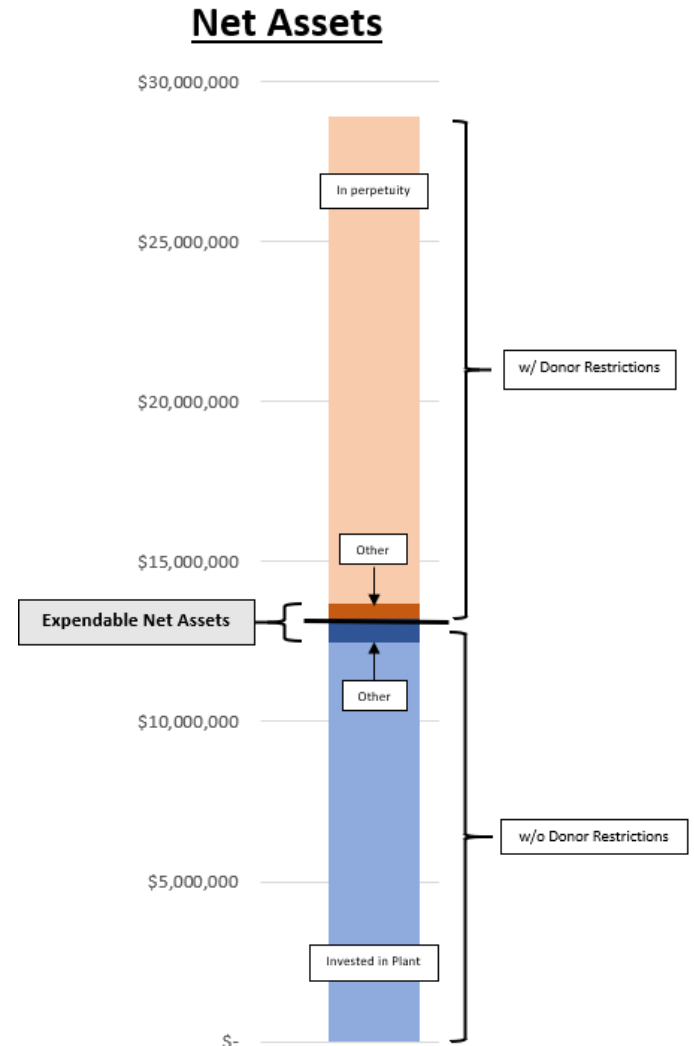 Net Assets
$30,000,000
In perpetuity
$25,000,000
w/ Donor Restrictions
$20,000,000
Other
$15,000,000
Expendable Net Assets
Other
$10,000,000
w/o Donor Restrictions
$5,000,000
Invested in Plant
$-